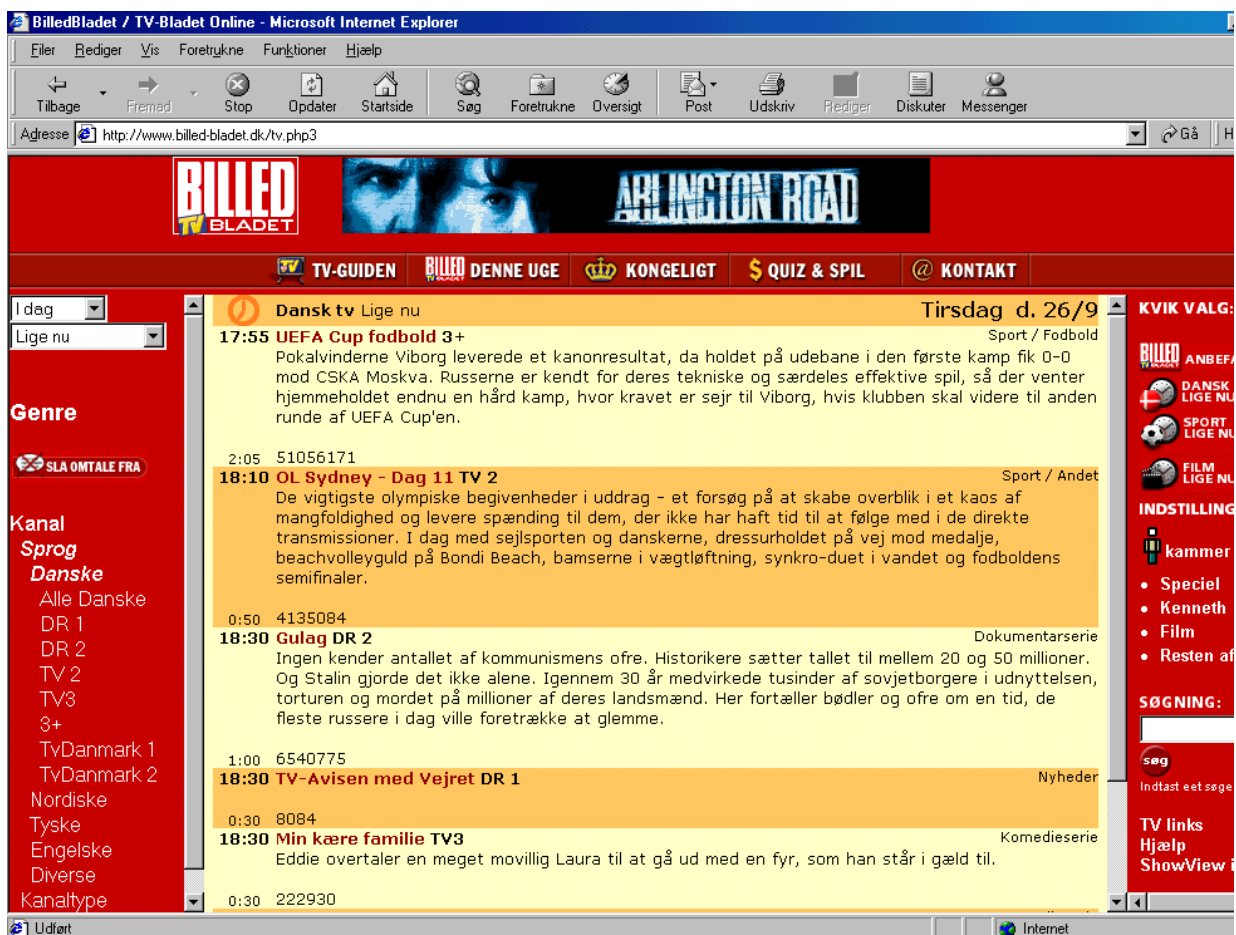 BilledBladet / TV-Bladet Online - Microsoft Internet Explorer
Filer Rediger Vis Foretrukne Funktioner Hjælp
Tilbage Fremad Stop Opdater Startside Søg Foretrukne Oversigt Post Udskriv Rediger Diskuter Messenger
Adresse http://www.billed-bladet.dk/tv.php3 Gå H
BILLED
TV BLADET
ARLINGTON ROAD
TV TV-GUIDEN BILLED DENNE UGE KONGELIGT $ QUIZ & SPIL @ KONTAKT
I dag
Lige nu
Genre
SLA OMTALE FRA
Kanal
Sprog
Danske
Alle Danske
DR 1
DR 2
TV 2
TV3
3+
TvDanmark 1
TvDanmark 2
Nordiske
Tyske
Engelske
Diverse
Kanaltype
Dansk tv Lige nu Tirsdag d. 26/9
17:55 UEFA Cup fodbold 3+ Sport / Fodbold
Pokalvinderne Viborg leverede et kanonresultat, da holdet på udebane i den første kamp fik 0-0
mod CSKA Moskva. Russerne er kendt for deres tekniske og særdeles effektive spil, så der venter
hjemmeholdet endnu en hård kamp, hvor kravet er sejr til Viborg, hvis klubben skal videre til anden
runde af UEFA Cup'en.
2:05 51056171
18:10 OL Sydney - Dag 11 TV 2 Sport / Andet
De vigtigste olympiske begivenheder i uddrag - et forsøg på at skabe overblik i et kaos af
mangfoldighed og levere spænding til dem, der ikke har haft tid til at følge med i de direkte
transmissioner. I dag med sejlsporten og danskerne, dressurholdet på vej mod medalje,
beachvolleyguld på Bondi Beach, bamserne i vægtløftning, synkro-duet i vandet og fodboldens
semifinaler.
0:50 4135084
18:30 Gulag DR 2 Dokumentarserie
Ingen kender antallet af kommunismens ofre. Historikere sætter tallet til mellem 20 og 50 millioner.
Og Stalin gjorde det ikke alene. Igennem 30 år medvirkede tusinder af sovjetborgere i udnyttelsen,
torturen og mordet på millioner af deres landsmænd. Her fortæller bødler og ofre om en tid, de
fleste russere i dag ville foretrække at glemme.
1:00 6540775
18:30 TV-Avisen med Vejret DR 1 Nyheder
0:30 8084
18:30 Min kære familie TV3 Komedieserie
Eddie overtaler en meget movillig Laura til at gå ud med en fyr, som han står i gæld til.
0:30 222930
KVIK VALG:
BILLED ANBEFA
DANSK
LIGE NU
SPORT
LIGE NU
FILM
LIGE NU
INDSTILLING
kammer
• Speciel
• Kenneth
• Film
• Resten af
SØGNING:
søg
Indtast eet søge
TV links
Hjælp
ShowView i
Udført Internet